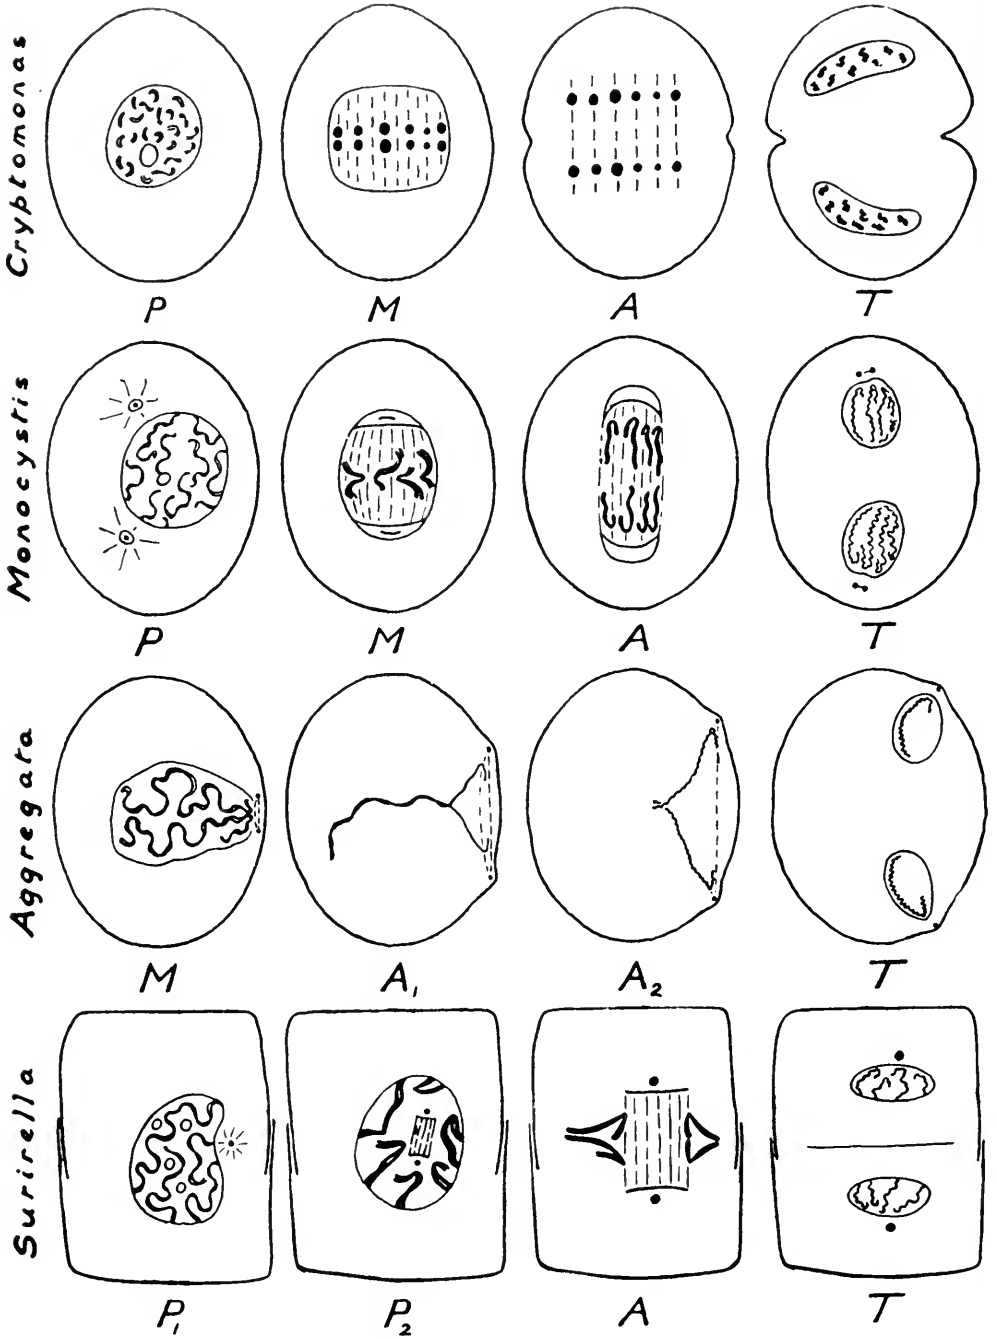 Cryptomonas
P M A T
Monocystis
P M A T
Aggregata
M A₁ A₂ T
Surirella
P₁ P₂ A T